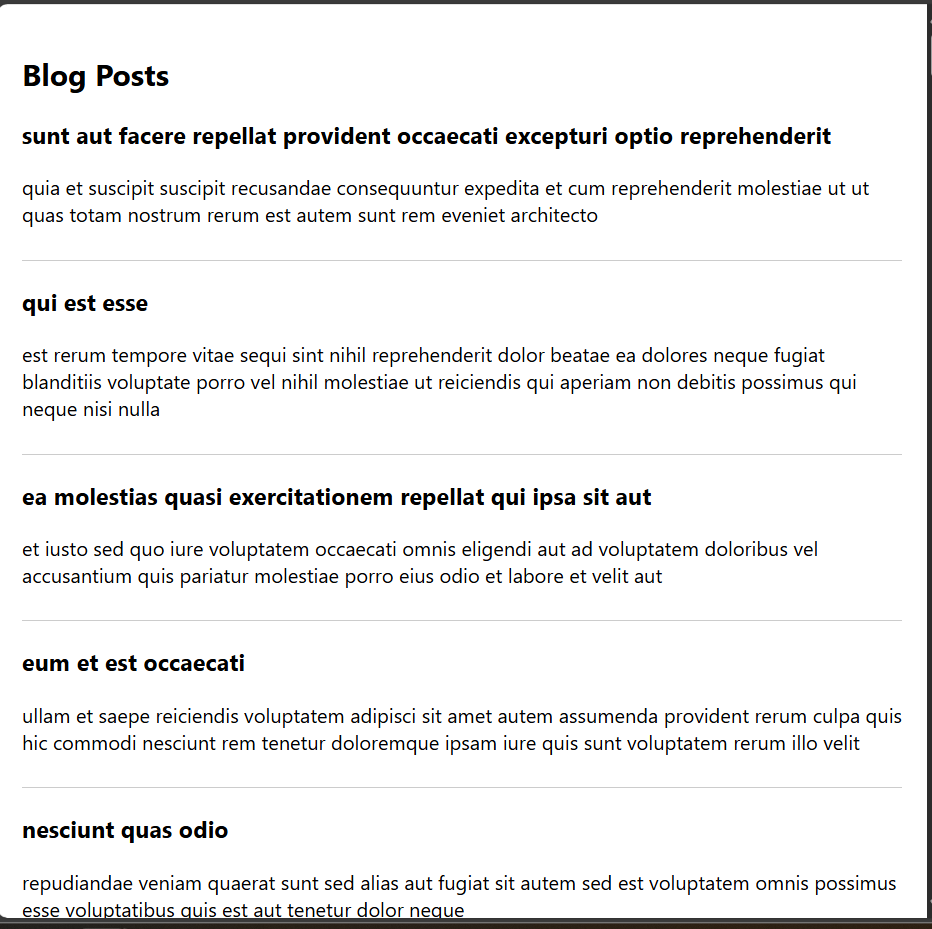 Blog Posts
sunt aut facere repellat provident occaecati excepturi optio reprehenderit
quia et suscipit suscipit recusandae consequuntur expedita et cum reprehenderit molestiae ut ut
quas totam nostrum rerum est autem sunt rem eveniet architecto
qui est esse
est rerum tempore vitae sequi sint nihil reprehenderit dolor beatae ea dolores neque fugiat
blanditiis voluptate porro vel nihil molestiae ut reiciendis qui aperiam non debitis possimus qui
neque nisi nulla
ea molestias quasi exercitationem repellat qui ipsa sit aut
et iusto sed quo iure voluptatem occaecati omnis eligendi aut ad voluptatem doloribus vel
accusantium quis pariatur molestiae porro eius odio et labore et velit aut
eum et est occaecati
ullam et saepe reiciendis voluptatem adipisci sit amet autem assumenda provident rerum culpa quis
hic commodi nesciunt rem tenetur doloremque ipsam iure quis sunt voluptatem rerum illo velit
nesciunt quas odio
repudiandae veniam quaerat sunt sed alias aut fugiat sit autem sed est voluptatem omnis possimus
esse voluptatibus quis est aut tenetur dolor neque